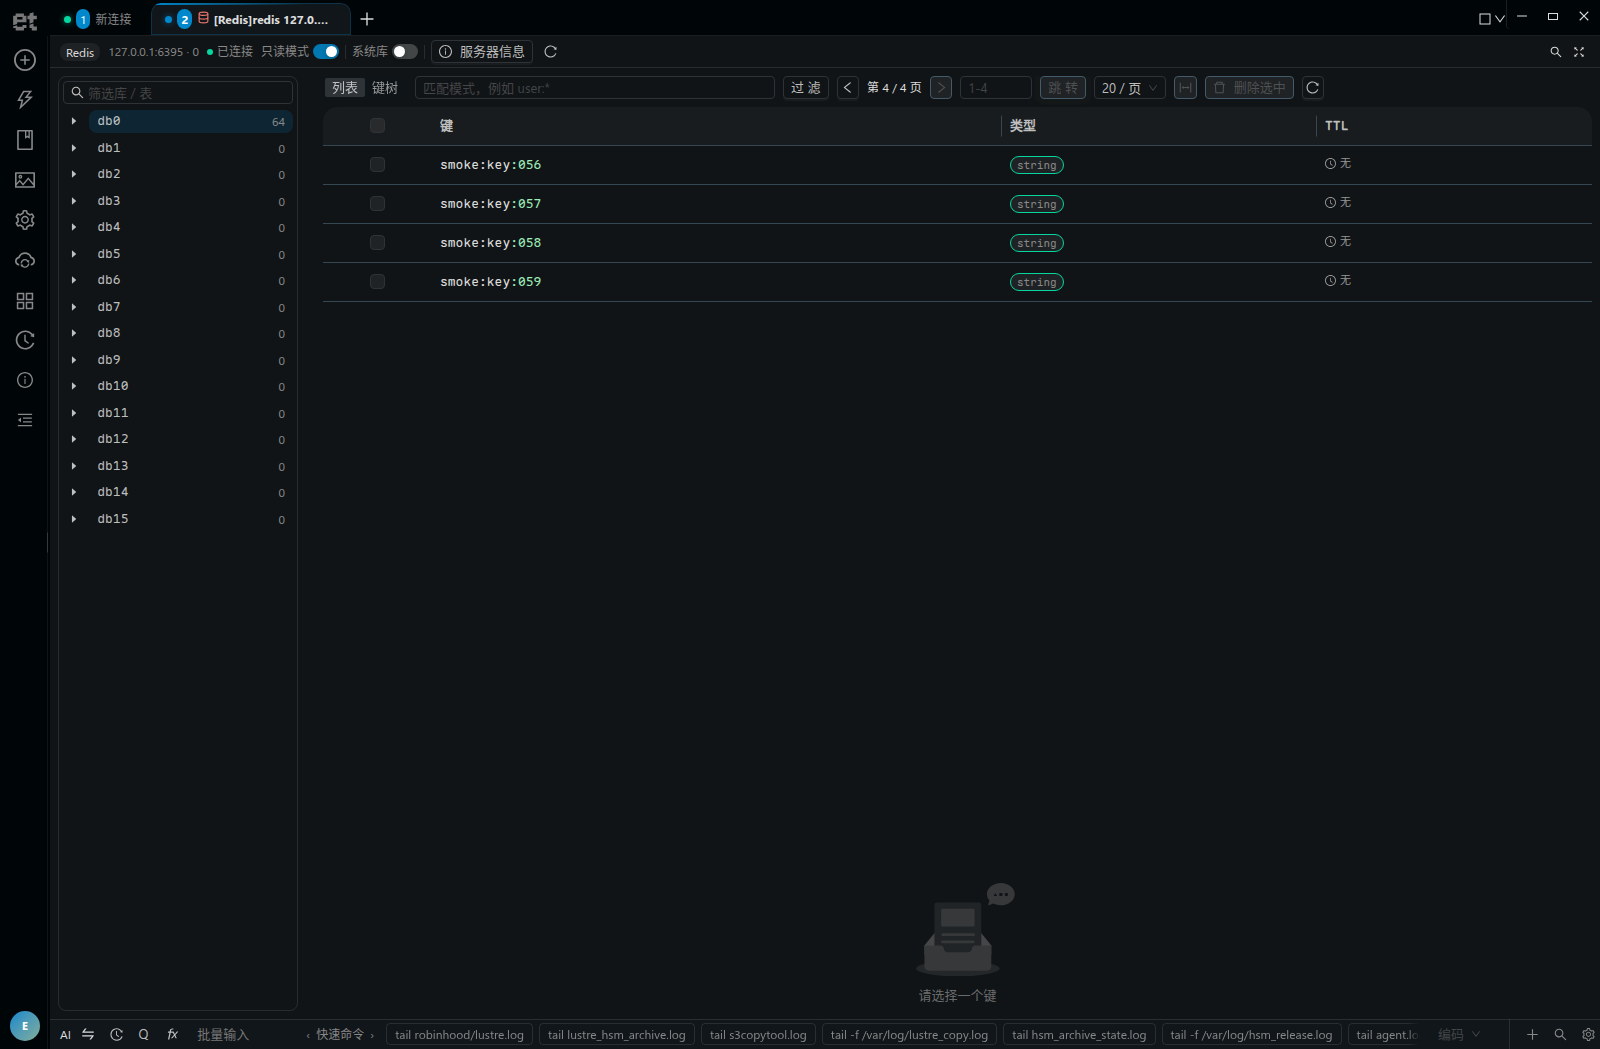 et
1 新连接
2 [Redis]redis 127.0....
Redis 127.0.0.1:6395 · 0 已连接 只读模式 系统库 服务器信息
筛选库 / 表
列表 键树 匹配模式，例如 user:* 过 滤 第 4 / 4 页 1-4 跳 转 20 / 页 删除选中
db0 64
db1 0
db2 0
db3 0
db4 0
db5 0
db6 0
db7 0
db8 0
db9 0
db10 0
db11 0
db12 0
db13 0
db14 0
db15 0
键 类型 TTL
smoke:key:056 string 无
smoke:key:057 string 无
smoke:key:058 string 无
smoke:key:059 string 无
请选择一个键
E
AI Q fx 批量输入 ‹ 快速命令 › tail robinhood/lustre.log tail lustre_hsm_archive.log tail s3copytool.log tail -f /var/log/lustre_copy.log tail hsm_archive_state.log tail -f /var/log/hsm_release.log tail agent.lo 编码